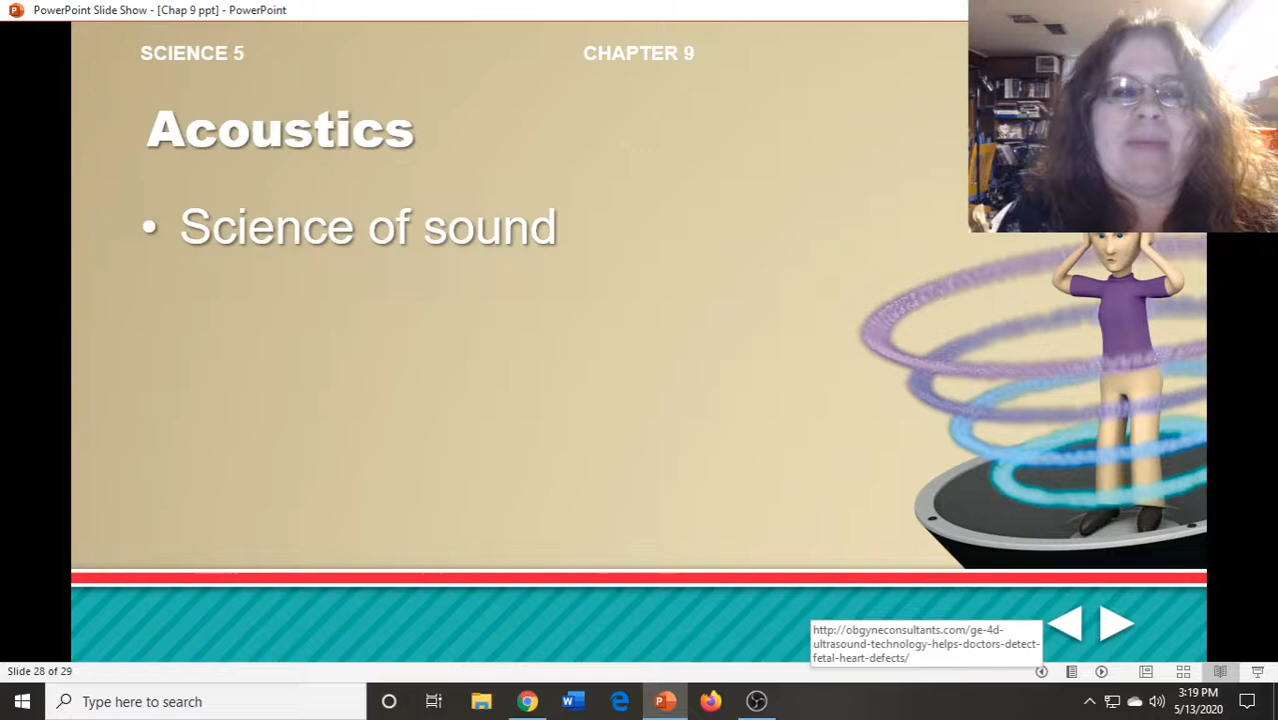 PowerPoint Slide Show - [Chap 9 ppt] - PowerPoint
SCIENCE 5
CHAPTER 9
Acoustics
• Science of sound
http://obgyneconsultants.com/ge-4d-
ultrasound-technology-helps-doctors-detect-
fetal-heart-defects/
Slide 28 of 29
Type here to search
3:19 PM
5/13/2020